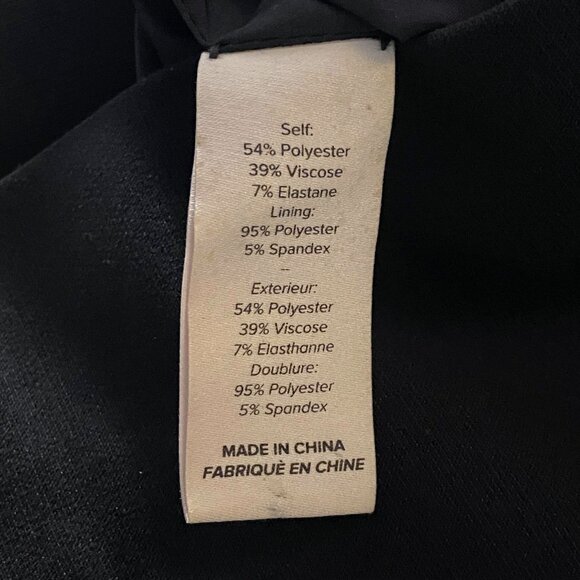 Self:
54% Polyester
39% Viscose
7% Elastane
Lining:
95% Polyester
5% Spandex
--
Exterieur:
54% Polyester
39% Viscose
7% Elasthanne
Doublure:
95% Polyester
5% Spandex
MADE IN CHINA
FABRIQUÈ EN CHINE